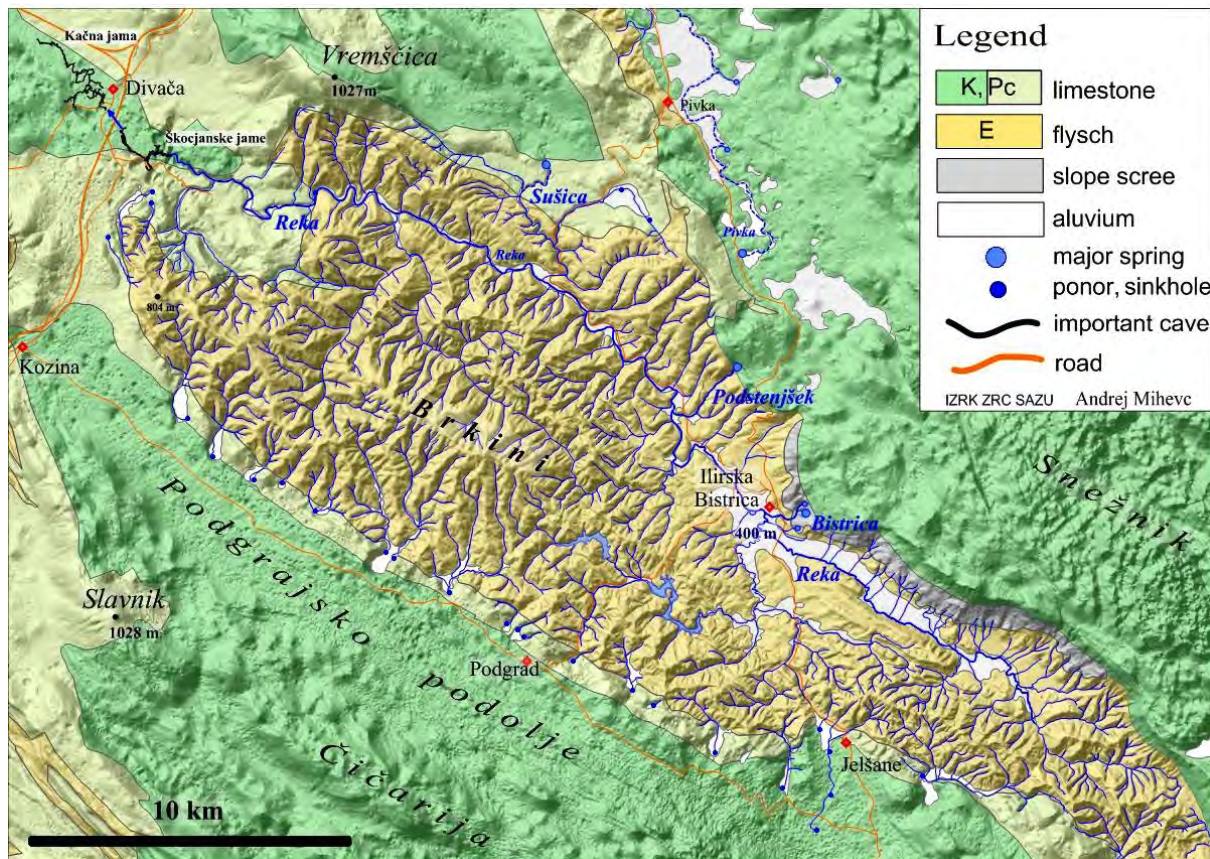 Kačna jama
Vremščica
1027m
Divača
Pivka
Škocjanske jame
Sušica
Reka
Reka
Pivka
804 m
Kozina
Podstenjšek
Brkini
Ilirska
Bistrica
Bistrica
400 m
Snežnik
Reka
Podgrajsko podolje
Slavnik
1028 m
Podgrad
Jelšane
Čičarija
10 km
Legend
K, Pc limestone
E flysch
slope scree
aluvium
major spring
ponor, sinkhole
important cave
road
IZRK ZRC SAZU Andrej Mihevc